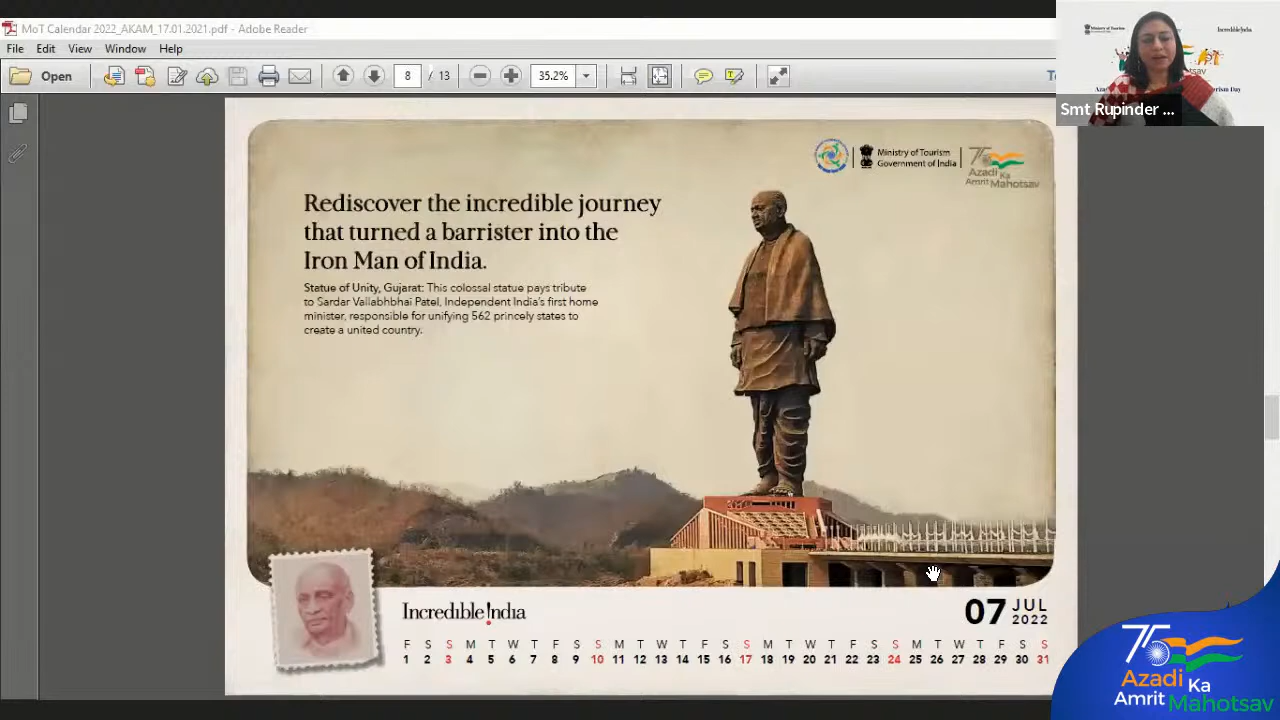 MoT Calendar 2022_AKAM_17.01.2021.pdf - Adobe Reader
File Edit View Window Help
Open 8 / 13 35.2%
Smt Rupinder ...
Ministry of Tourism
Government of India
75
Azadi Ka
Amrit Mahotsav
Rediscover the incredible journey
that turned a barrister into the
Iron Man of India.
Statue of Unity, Gujarat: This colossal statue pays tribute
to Sardar Vallabhbhai Patel, Independent India's first home
minister, responsible for unifying 562 princely states to
create a united country.
Incredible !ndia
07 JUL
2022
F S S M T W T F S S M T W T F S S M T W T F S S M T W T F S S
1 2 3 4 5 6 7 8 9 10 11 12 13 14 15 16 17 18 19 20 21 22 23 24 25 26 27 28 29 30 31
75
Azadi Ka
Amrit Mahotsav